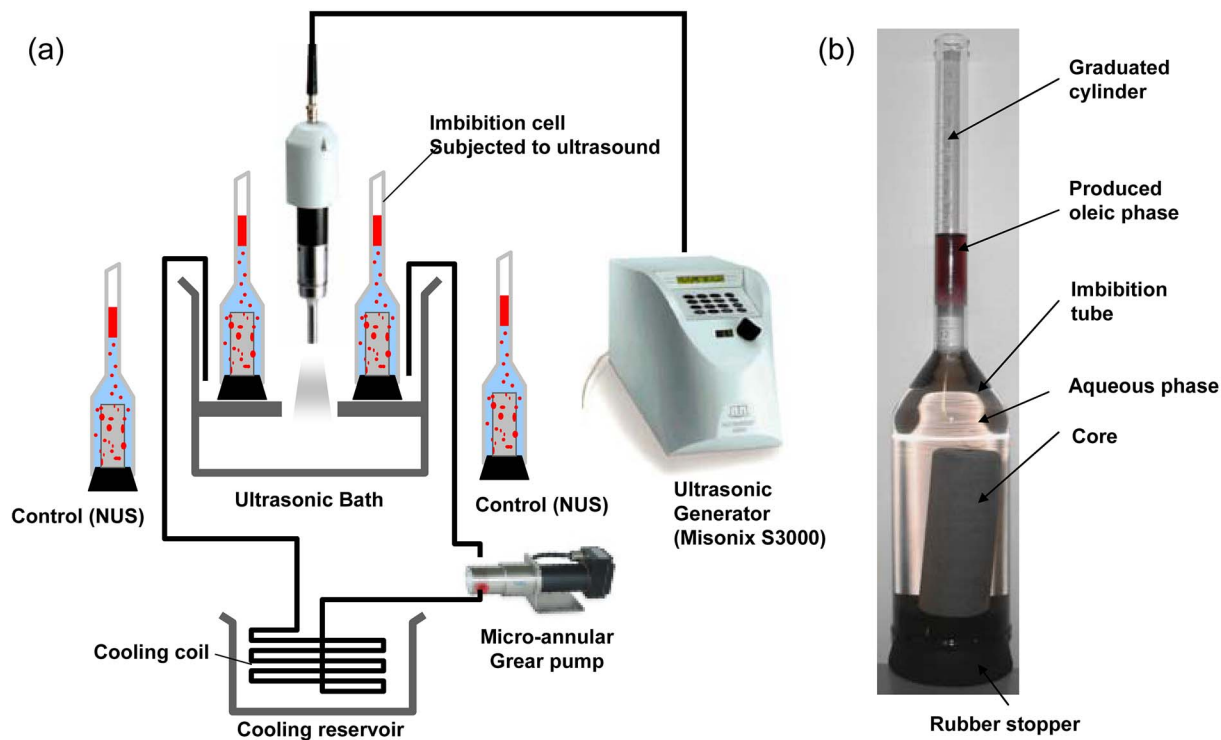 (a)
Imbibition cell
Subjected to ultrasound
Control (NUS)
Ultrasonic Bath
Control (NUS)
Ultrasonic
Generator
(Misonix S3000)
Cooling coil
Micro-annular
Grear pump
Cooling reservoir
(b)
Graduated
cylinder
Produced
oleic phase
Imbibition
tube
Aqueous phase
Core
Rubber stopper